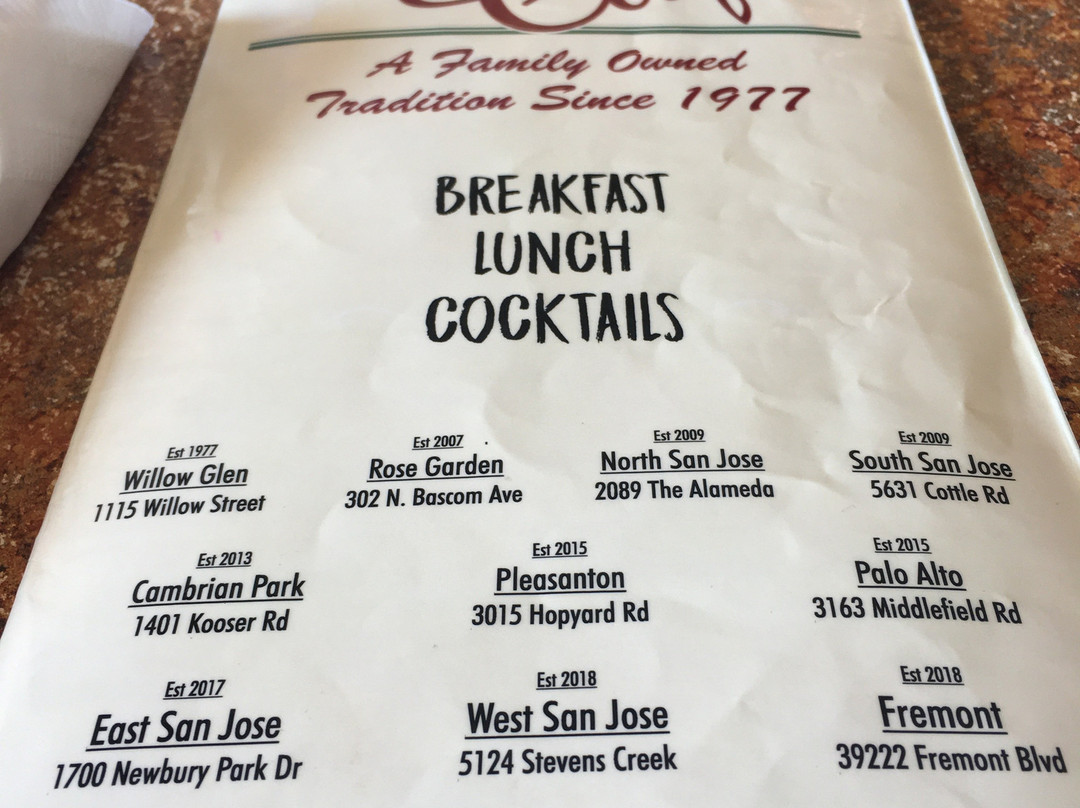 A Family Owned
Tradition Since 1977
BREAKFAST
LUNCH
COCKTAILS
Est 1977
Willow Glen
1115 Willow Street
Est 2007
Rose Garden
302 N. Bascom Ave
Est 2009
North San Jose
2089 The Alameda
Est 2009
South San Jose
5631 Cottle Rd
Est 2013
Cambrian Park
1401 Kooser Rd
Est 2015
Pleasanton
3015 Hopyard Rd
Est 2015
Palo Alto
3163 Middlefield Rd
Est 2017
East San Jose
1700 Newbury Park Dr
Est 2018
West San Jose
5124 Stevens Creek
Est 2018
Fremont
39222 Fremont Blvd